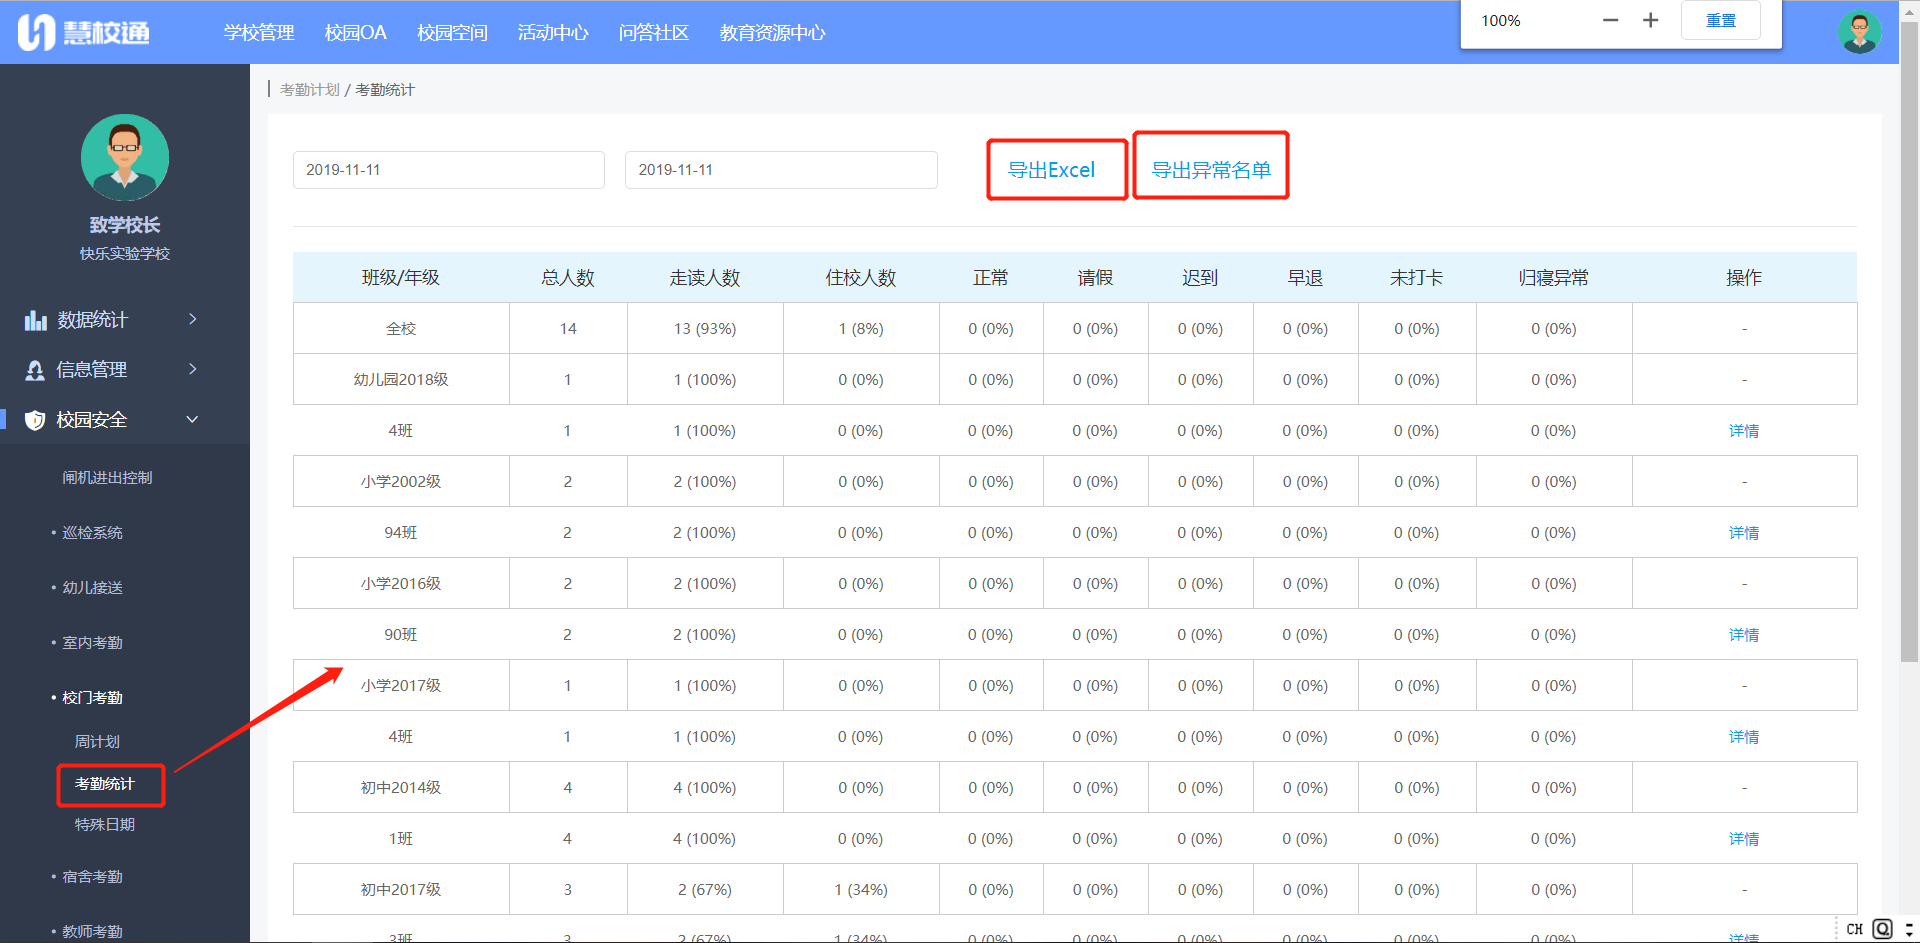 慧校通
学校管理 校园OA 校园空间 活动中心 问答社区 教育资源中心
100% 重置
致学校长
快乐实验学校
数据统计
信息管理
校园安全
闸机进出控制
巡检系统
幼儿接送
室内考勤
校门考勤
周计划
考勤统计
特殊日期
宿舍考勤
教师考勤
考勤计划 / 考勤统计
2019-11-11 2019-11-11 导出Excel 导出异常名单
班级/年级 总人数 走读人数 住校人数 正常 请假 迟到 早退 未打卡 归寝异常 操作
全校 14 13 (93%) 1 (8%) 0 (0%) 0 (0%) 0 (0%) 0 (0%) 0 (0%) 0 (0%) -
幼儿园2018级 1 1 (100%) 0 (0%) 0 (0%) 0 (0%) 0 (0%) 0 (0%) 0 (0%) 0 (0%) -
4班 1 1 (100%) 0 (0%) 0 (0%) 0 (0%) 0 (0%) 0 (0%) 0 (0%) 0 (0%) 详情
小学2002级 2 2 (100%) 0 (0%) 0 (0%) 0 (0%) 0 (0%) 0 (0%) 0 (0%) 0 (0%) -
94班 2 2 (100%) 0 (0%) 0 (0%) 0 (0%) 0 (0%) 0 (0%) 0 (0%) 0 (0%) 详情
小学2016级 2 2 (100%) 0 (0%) 0 (0%) 0 (0%) 0 (0%) 0 (0%) 0 (0%) 0 (0%) -
90班 2 2 (100%) 0 (0%) 0 (0%) 0 (0%) 0 (0%) 0 (0%) 0 (0%) 0 (0%) 详情
小学2017级 1 1 (100%) 0 (0%) 0 (0%) 0 (0%) 0 (0%) 0 (0%) 0 (0%) 0 (0%) -
4班 1 1 (100%) 0 (0%) 0 (0%) 0 (0%) 0 (0%) 0 (0%) 0 (0%) 0 (0%) 详情
初中2014级 4 4 (100%) 0 (0%) 0 (0%) 0 (0%) 0 (0%) 0 (0%) 0 (0%) 0 (0%) -
1班 4 4 (100%) 0 (0%) 0 (0%) 0 (0%) 0 (0%) 0 (0%) 0 (0%) 0 (0%) 详情
初中2017级 3 2 (67%) 1 (34%) 0 (0%) 0 (0%) 0 (0%) 0 (0%) 0 (0%) 0 (0%) -
3班 3 2 (67%) 1 (34%) 0 (0%) 0 (0%) 0 (0%) 0 (0%) 0 (0%) 0 (0%) 详情
CH